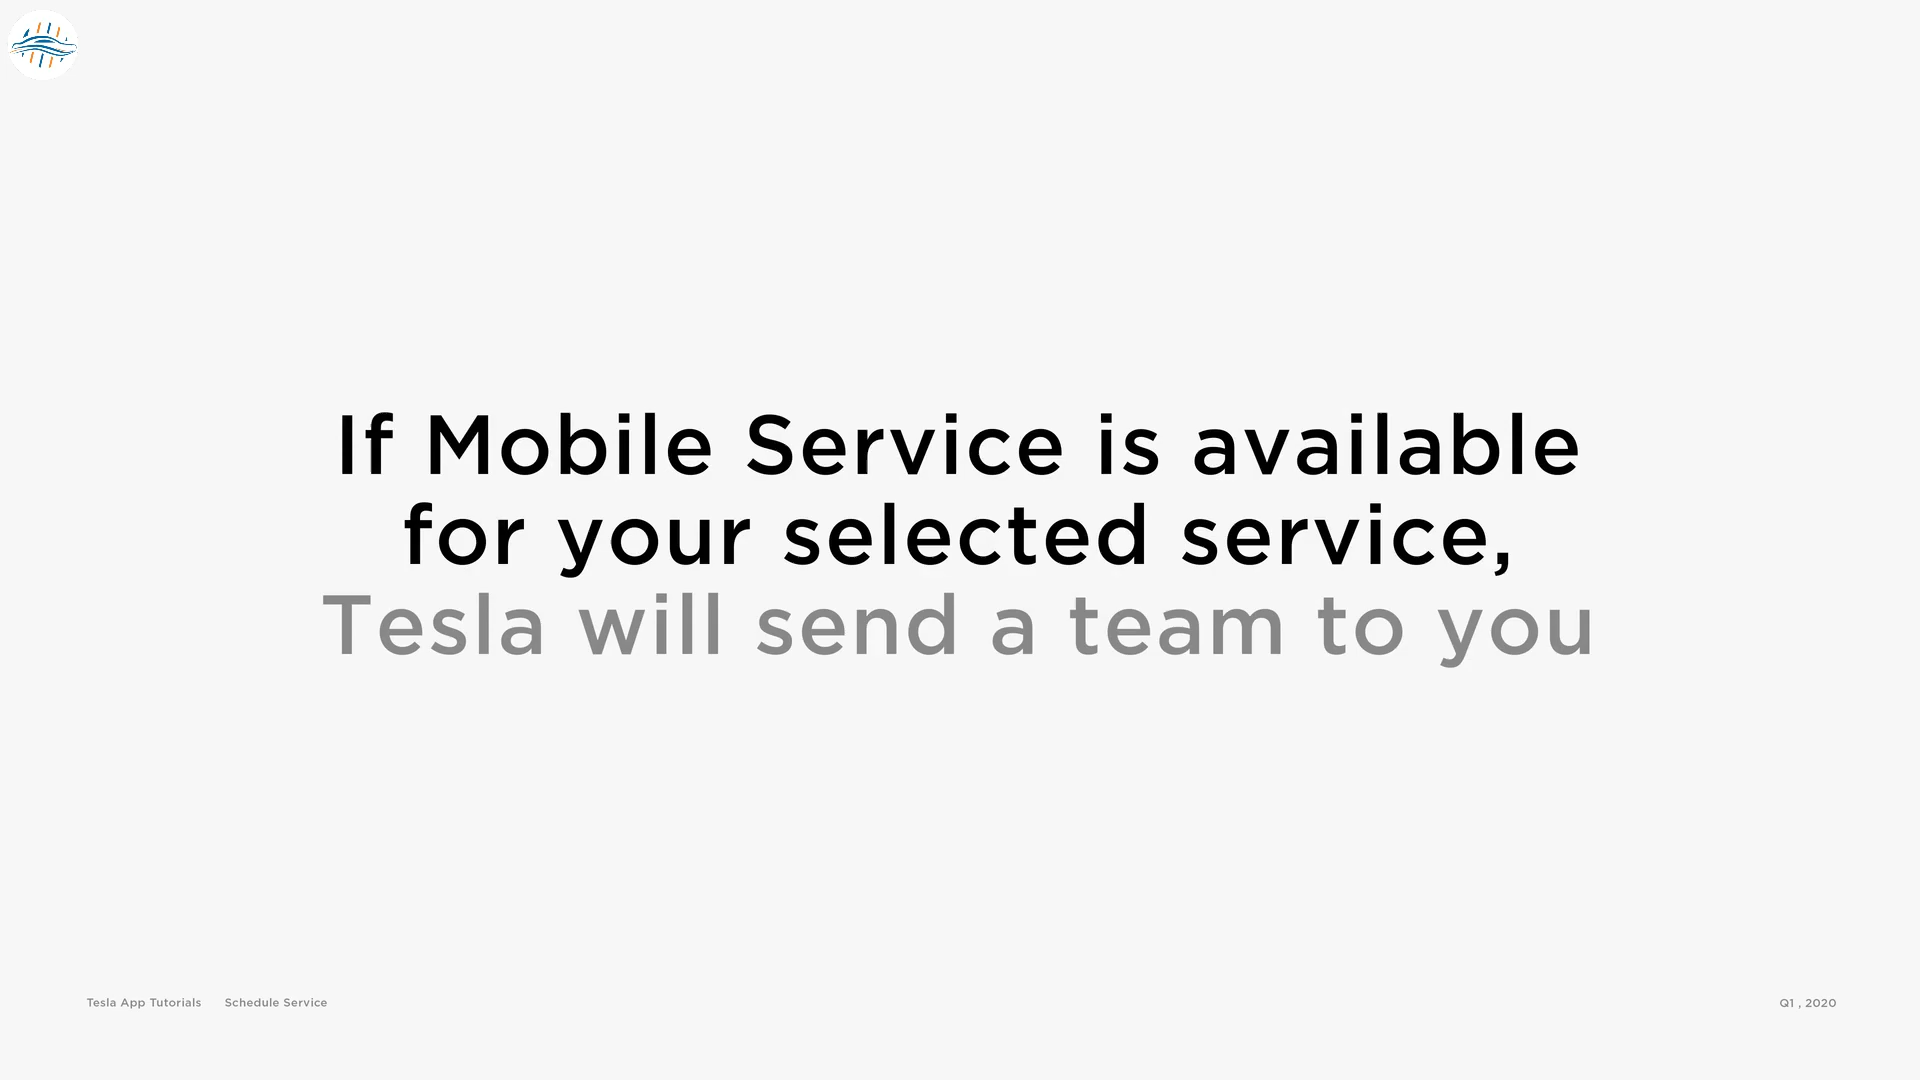 If Mobile Service is available
for your selected service,
Tesla will send a team to you
Tesla App Tutorials Schedule Service
Q1 , 2020